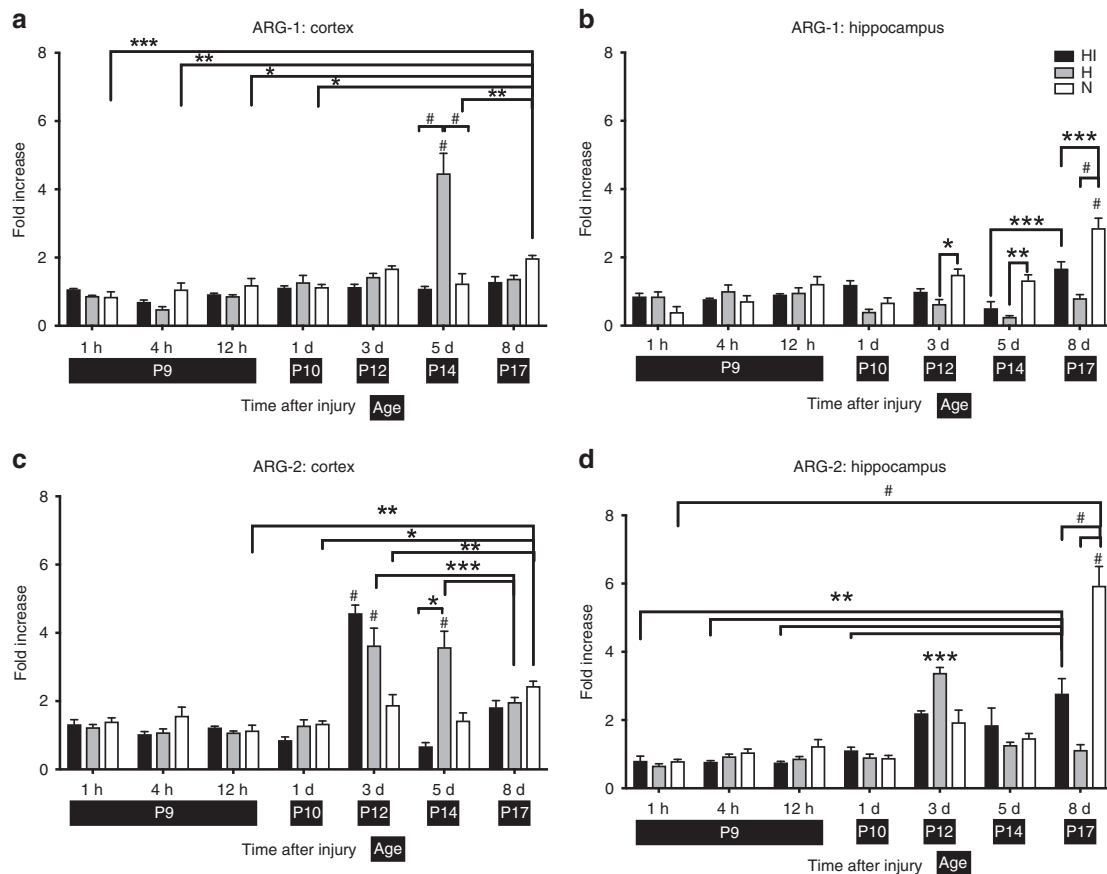 a
ARG-1: cortex
Fold increase
8
6
4
2
0
***
**
*
*
**
# #
#
1 h 4 h 12 h 1 d 3 d 5 d 8 d
P9 P10 P12 P14 P17
Time after injury Age
b
ARG-1: hippocampus
HI
H
N
Fold increase
8
6
4
2
0
***
#
#
***
*
**
1 h 4 h 12 h 1 d 3 d 5 d 8 d
P9 P10 P12 P14 P17
Time after injury Age
c
ARG-2: cortex
Fold increase
8
6
4
2
0
**
*
**
***
*
# # #
1 h 4 h 12 h 1 d 3 d 5 d 8 d
P9 P10 P12 P14 P17
Time after injury Age
d
ARG-2: hippocampus
Fold increase
8
6
4
2
0
#
#
#
**
***
1 h 4 h 12 h 1 d 3 d 5 d 8 d
P9 P10 P12 P14 P17
Time after injury Age